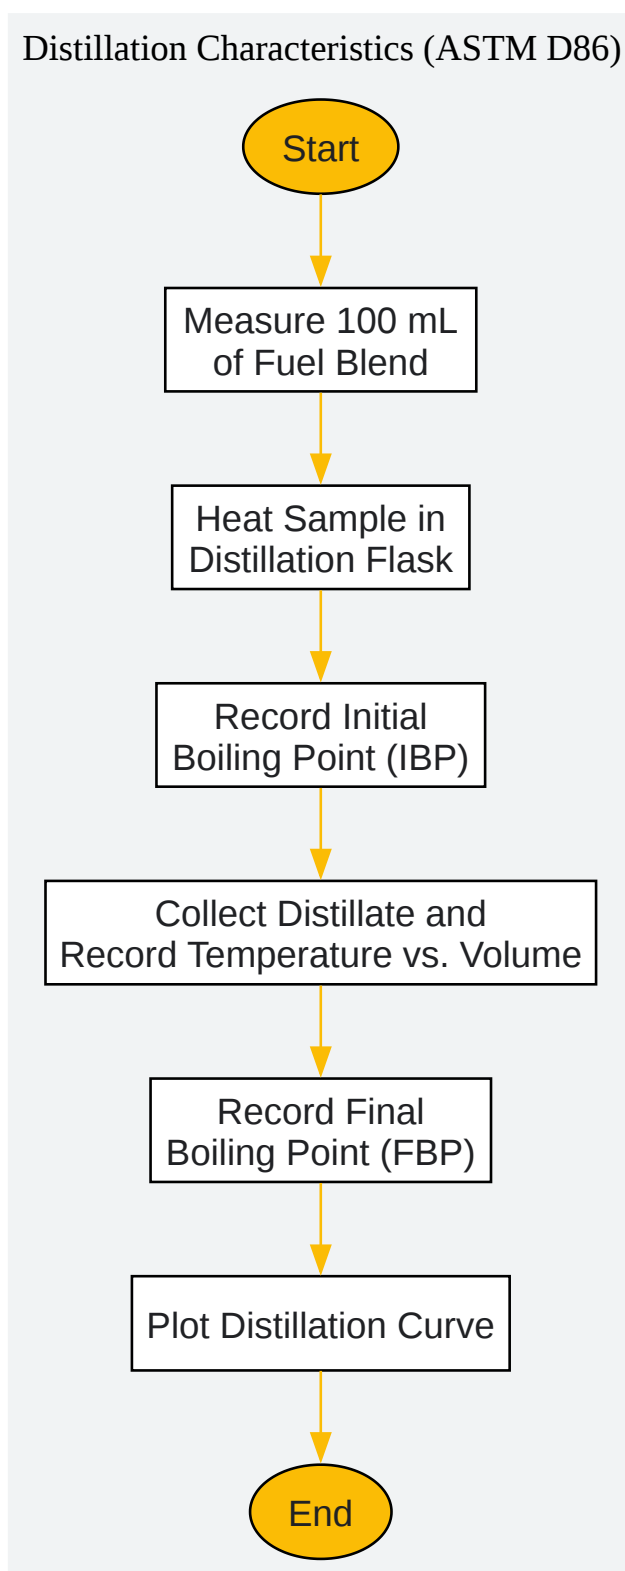 Distillation Characteristics (ASTM D86)
Start
Measure 100 mL
of Fuel Blend
Heat Sample in
Distillation Flask
Record Initial
Boiling Point (IBP)
Collect Distillate and
Record Temperature vs. Volume
Record Final
Boiling Point (FBP)
Plot Distillation Curve
End